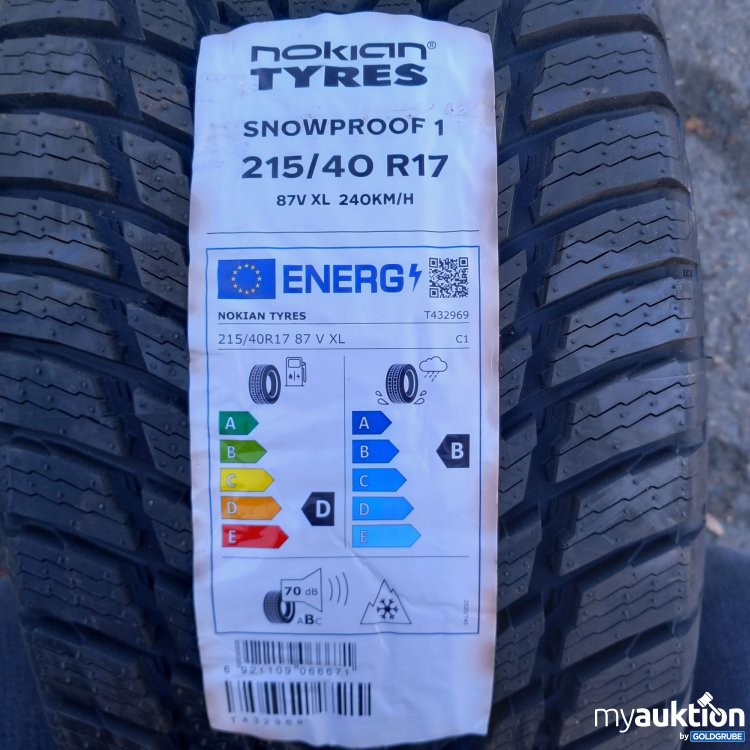 nokian®
TYRES
SNOWPROOF 1
215/40 R17
87V XL 240KM/H
ENERG
NOKIAN TYRES T432969
215/40R17 87 V XL C1
A A
B B B
C C
D D D
E E
70 dB
ABC
6 921109 066671
T432969
myauktion
by GOLDGRUBE